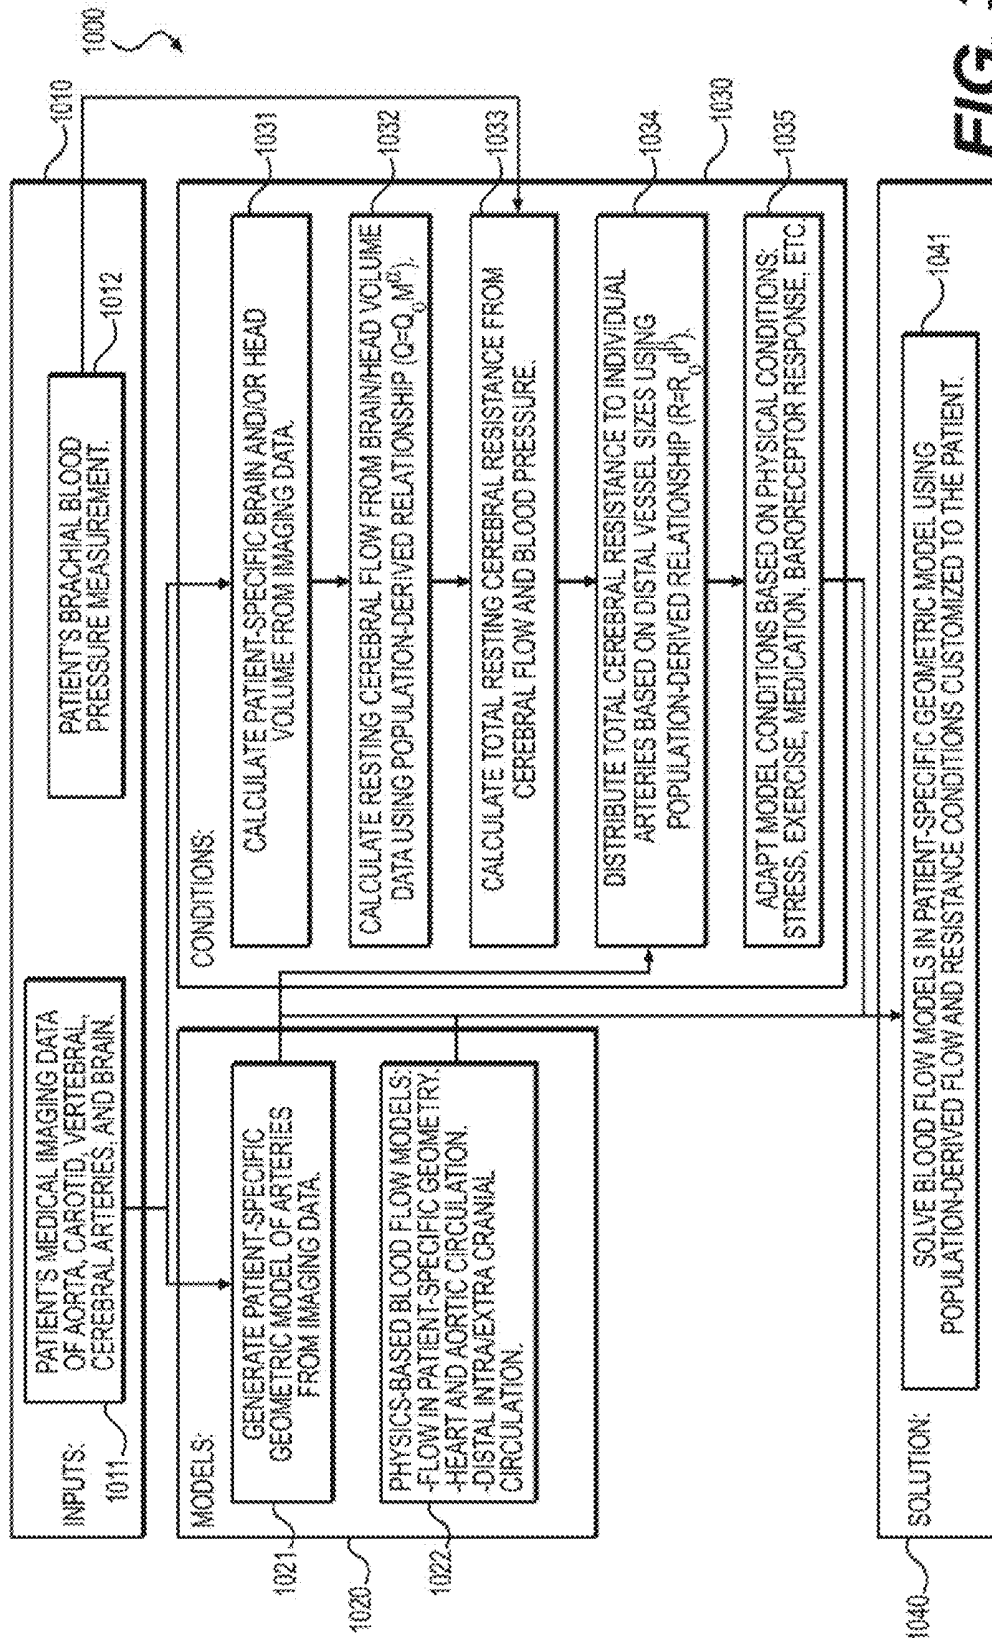 1000
1010
INPUTS:
PATIENT'S MEDICAL IMAGING DATA
OF AORTA, CAROTID, VERTEBRAL,
CEREBRAL ARTERIES, AND BRAIN.
1011
PATIENT'S BRACHIAL BLOOD
PRESSURE MEASUREMENT.
1012
MODELS:
GENERATE PATIENT-SPECIFIC
GEOMETRIC MODEL OF ARTERIES
FROM IMAGING DATA.
1021
1020
PHYSICS-BASED BLOOD FLOW MODELS:
-FLOW IN PATIENT-SPECIFIC GEOMETRY.
-HEART AND AORTIC CIRCULATION.
-DISTAL INTRA/EXTRA CRANIAL
CIRCULATION.
1022
CONDITIONS:
CALCULATE PATIENT-SPECIFIC BRAIN AND/OR HEAD
VOLUME FROM IMAGING DATA.
1031
CALCULATE RESTING CEREBRAL FLOW FROM BRAIN/HEAD VOLUME
DATA USING POPULATION-DERIVED RELATIONSHIP (Q=Q₀M^α).
1032
CALCULATE TOTAL RESTING CEREBRAL RESISTANCE FROM
CEREBRAL FLOW AND BLOOD PRESSURE.
1033
DISTRIBUTE TOTAL CEREBRAL RESISTANCE TO INDIVIDUAL
ARTERIES BASED ON DISTAL VESSEL SIZES USING
POPULATION-DERIVED RELATIONSHIP (R=R₀d^β).
1034
1030
ADAPT MODEL CONDITIONS BASED ON PHYSICAL CONDITIONS:
STRESS, EXERCISE, MEDICATION, BARORECEPTOR RESPONSE, ETC.
1035
SOLUTION:
1040
SOLVE BLOOD FLOW MODELS IN PATIENT-SPECIFIC GEOMETRIC MODEL USING
POPULATION-DERIVED FLOW AND RESISTANCE CONDITIONS CUSTOMIZED TO THE PATIENT.
1041
FIG.